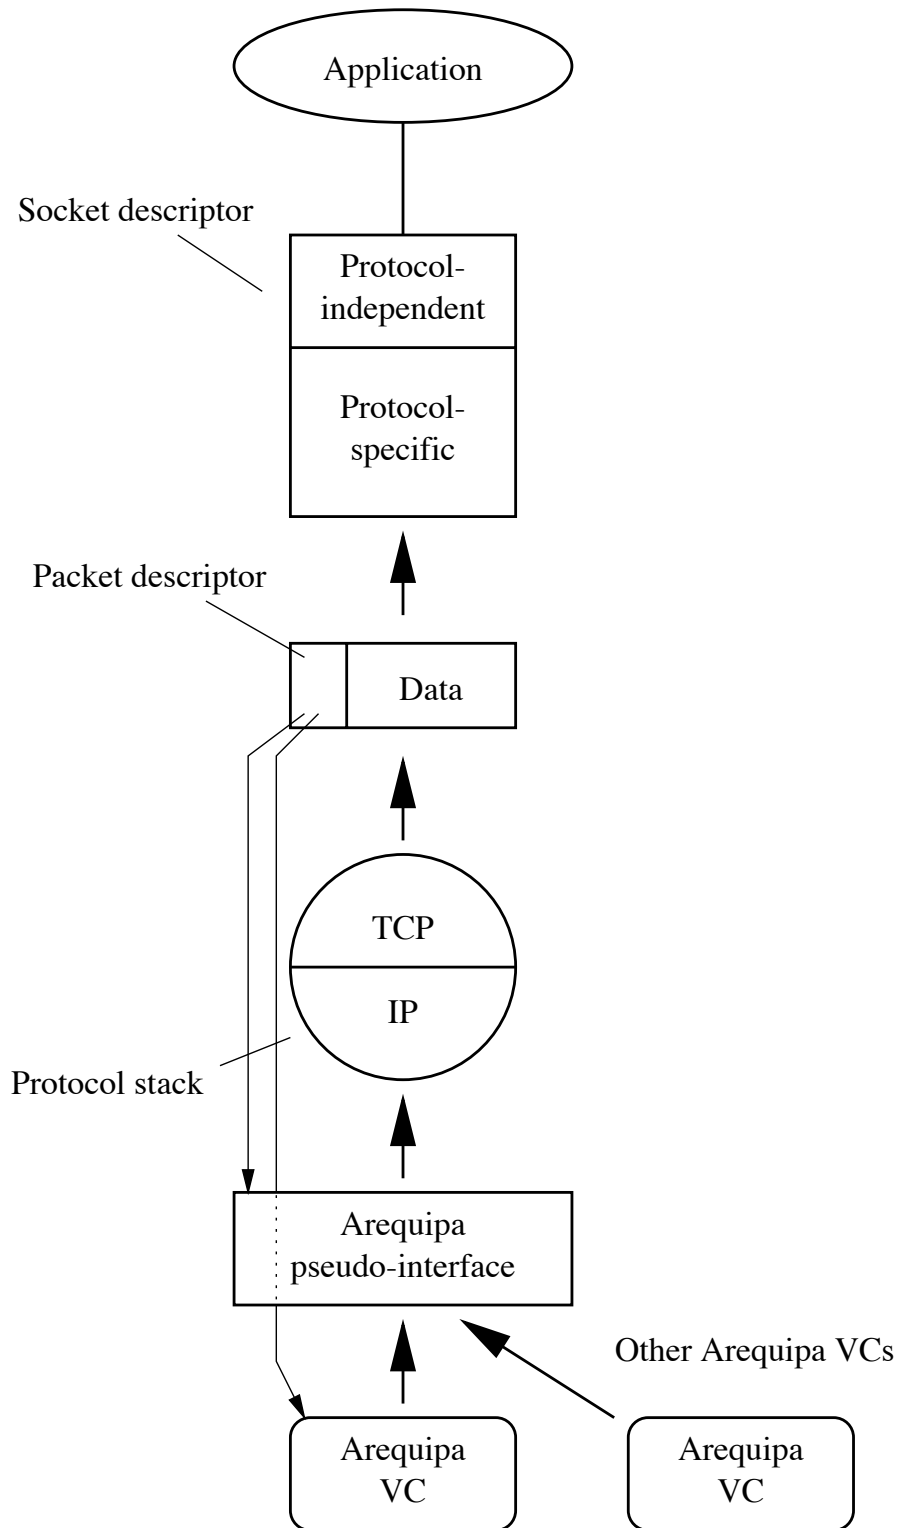 Application
Socket descriptor
Protocol-
independent
Protocol-
specific
Packet descriptor
Data
TCP
IP
Protocol stack
Arequipa
pseudo-interface
Other Arequipa VCs
Arequipa
VC
Arequipa
VC